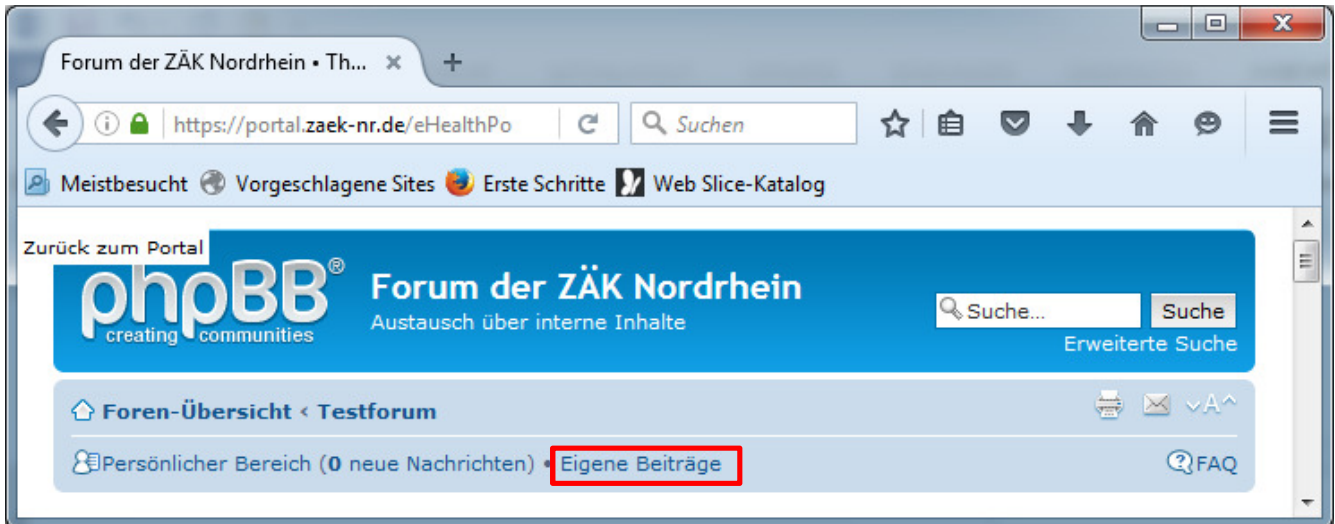 Forum der ZÄK Nordrhein • Th...
https://portal.zaek-nr.de/eHealthPo
Suchen
Meistbesucht Vorgeschlagene Sites Erste Schritte Web Slice-Katalog
Zurück zum Portal
phpBB®
creating communities
Forum der ZÄK Nordrhein
Austausch über interne Inhalte
Suche... Suche
Erweiterte Suche
Foren-Übersicht ‹ Testforum
A
Persönlicher Bereich (0 neue Nachrichten) • Eigene Beiträge
FAQ